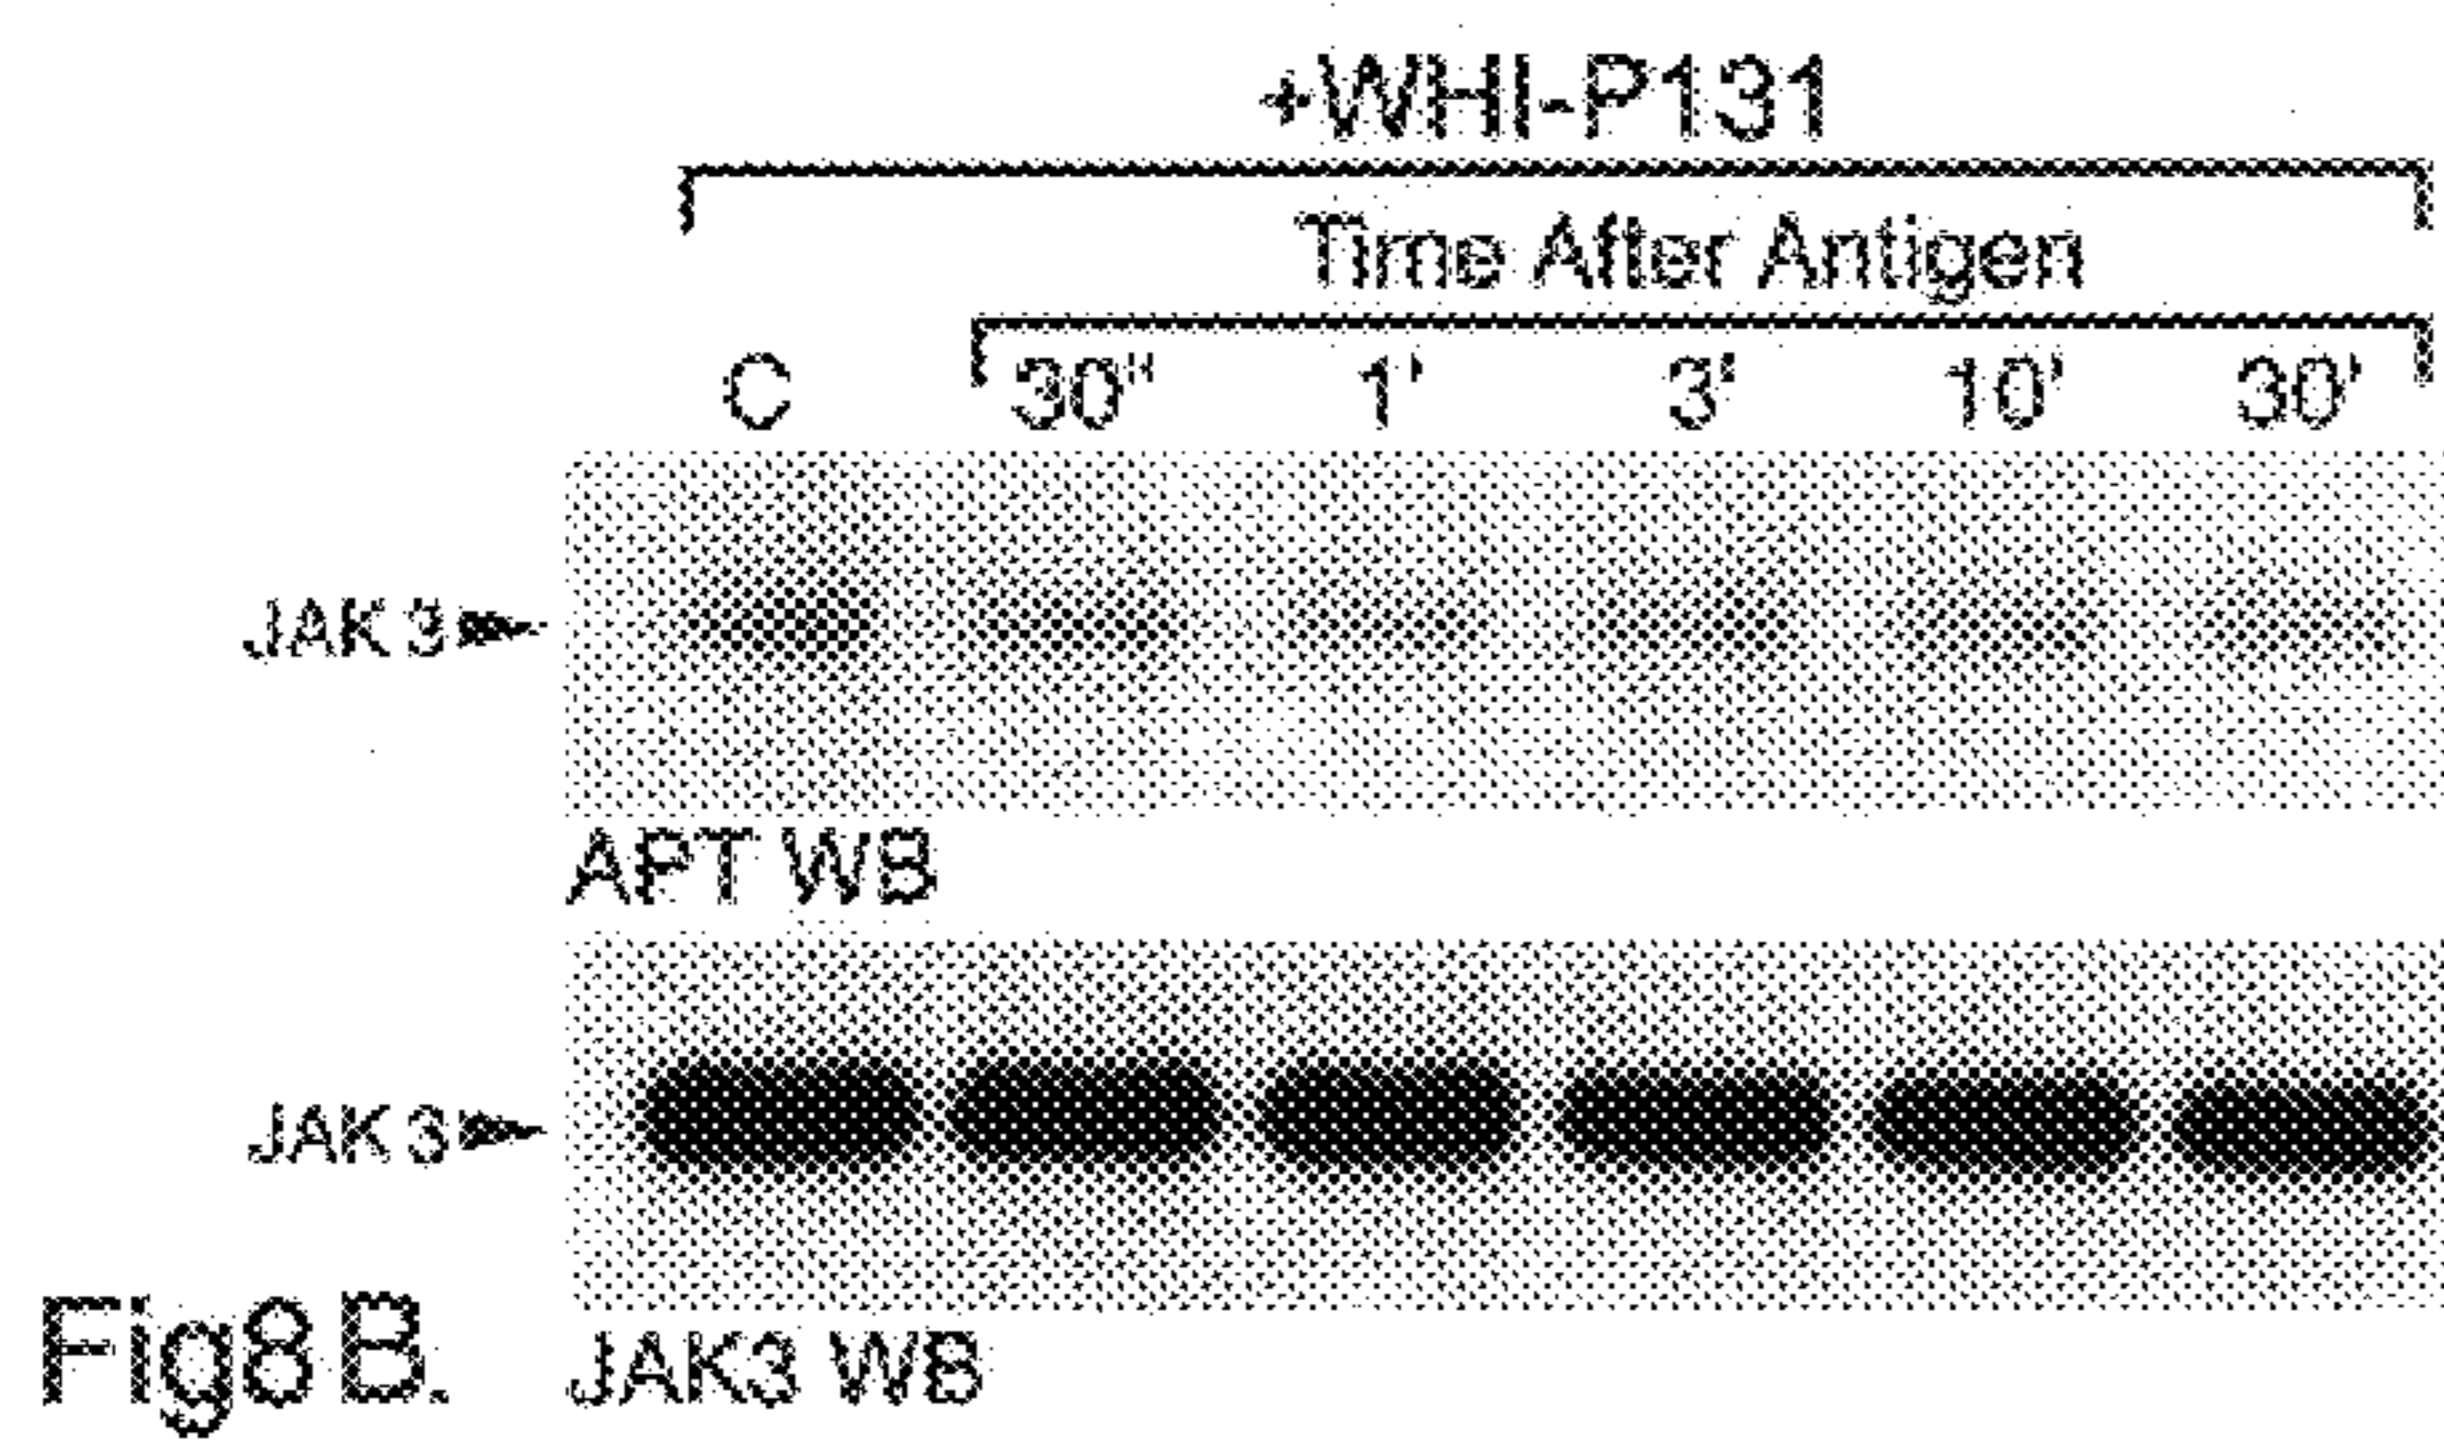 +WHI-P131
Time After Antigen
C 30" 1' 3' 10' 30'
JAK 3
APT WB
JAK 3
Fig8B. JAK3 WB